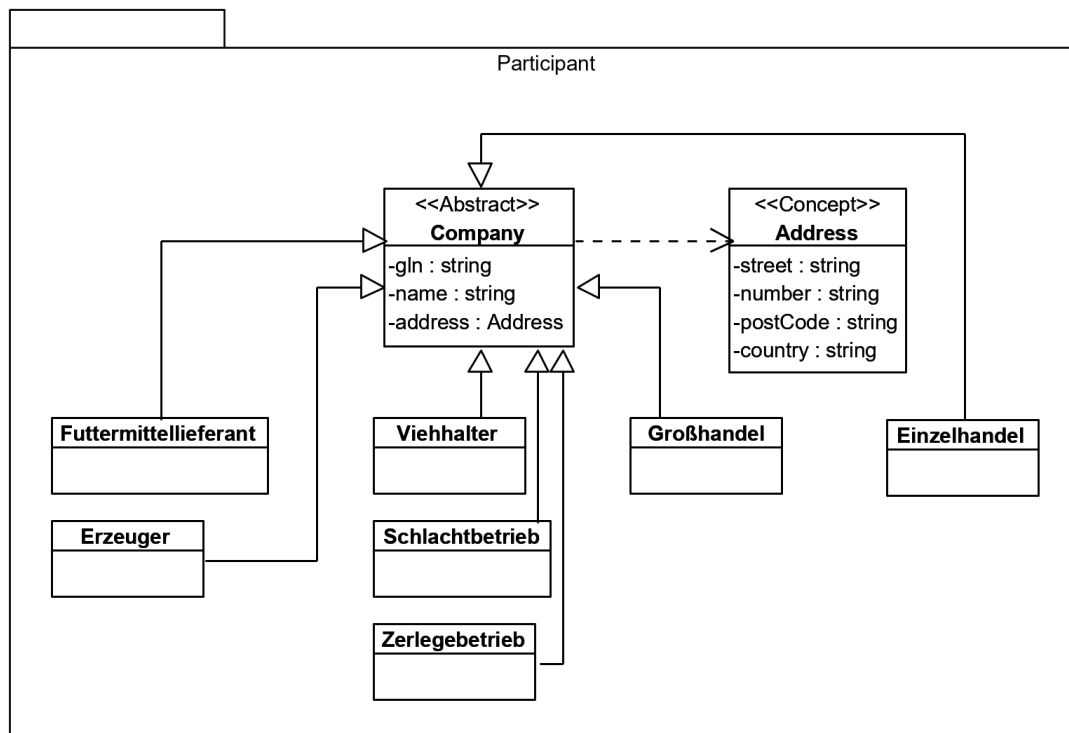 Participant
<<Abstract>>
Company
-gln : string
-name : string
-address : Address
<<Concept>>
Address
-street : string
-number : string
-postCode : string
-country : string
Futtermittellieferant
Viehhalter
Großhandel
Einzelhandel
Erzeuger
Schlachtbetrieb
Zerlegebetrieb